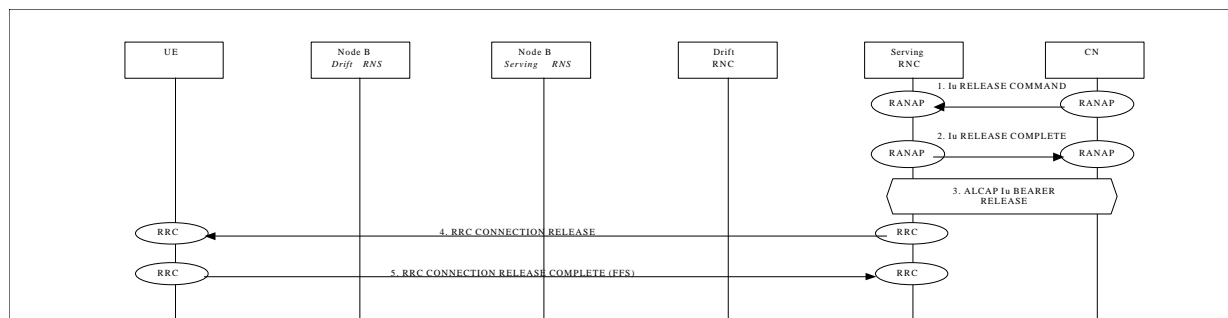 UE
Node B
Drift RNS
Node B
Serving RNS
Drift
RNC
Serving
RNC
CN
1. Iu RELEASE COMMAND
RANAP
RANAP
2. Iu RELEASE COMPLETE
RANAP
RANAP
3. ALCAP Iu BEARER
RELEASE
RRC
4. RRC CONNECTION RELEASE
RRC
RRC
5. RRC CONNECTION RELEASE COMPLETE (FFS)
RRC